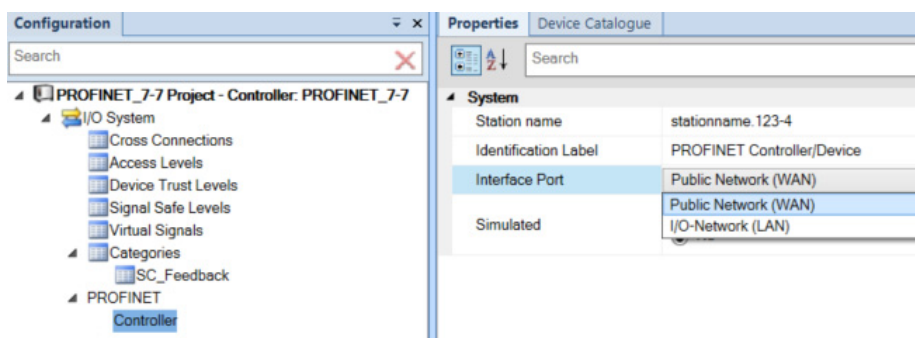 Configuration
Search
PROFINET_7-7 Project - Controller: PROFINET_7-7
I/O System
Cross Connections
Access Levels
Device Trust Levels
Signal Safe Levels
Virtual Signals
Categories
SC_Feedback
PROFINET
Controller
Properties Device Catalogue
Search
System
Station name stationname.123-4
Identification Label PROFINET Controller/Device
Interface Port Public Network (WAN)
Public Network (WAN)
I/O-Network (LAN)
Simulated